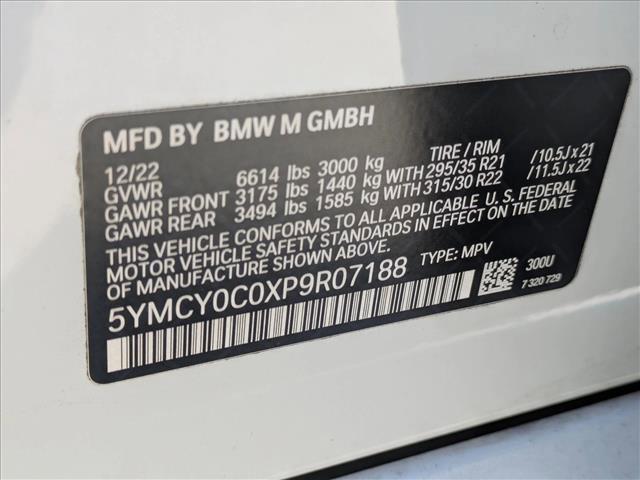 MFD BY BMW M GMBH
12/22 TIRE / RIM
GVWR 6614 lbs 3000 kg
GAWR FRONT 3175 lbs 1440 kg WITH 295/35 R21 /10.5J x 21
GAWR REAR 3494 lbs 1585 kg WITH 315/30 R22 /11.5J x 22
THIS VEHICLE CONFORMS TO ALL APPLICABLE U.S. FEDERAL
MOTOR VEHICLE SAFETY STANDARDS IN EFFECT ON THE
DATE OF MANUFACTURE SHOWN ABOVE.
5YMCY0C0XP9R07188 TYPE: MPV 300U
7 320 729